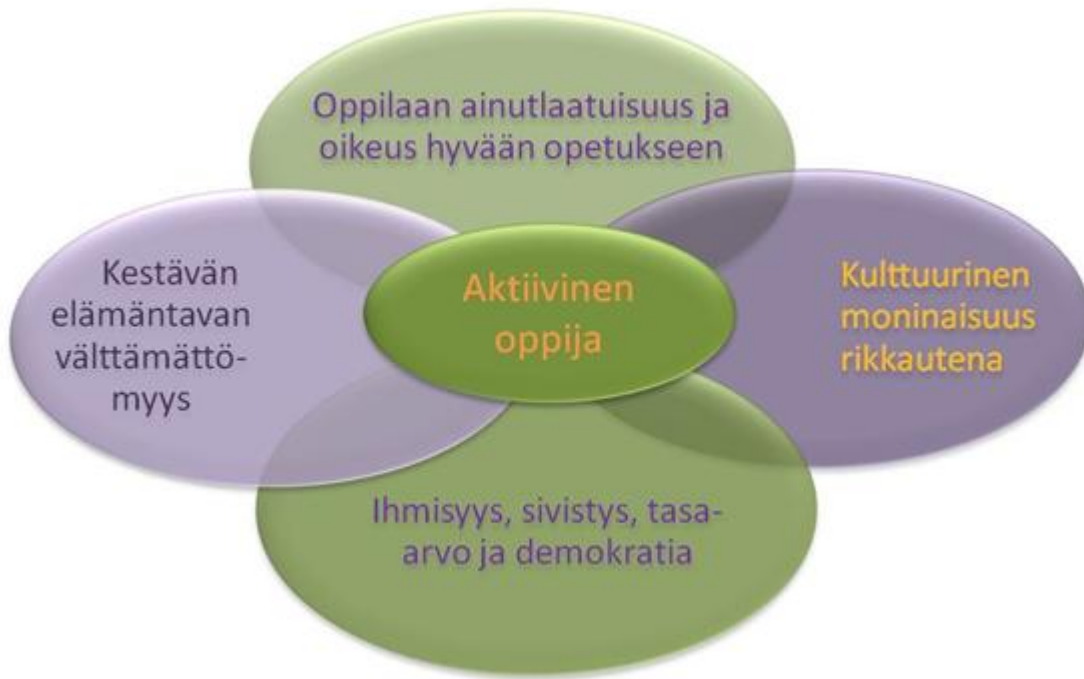 Oppilaan ainutlaatuisuus ja
oikeus hyvään opetukseen
Kestävän
elämäntavan
välttämättö-
myys
Aktiivinen
oppija
Kulttuurinen
moninaisuus
rikkautena
Ihmisyys, sivistys, tasa-
arvo ja demokratia